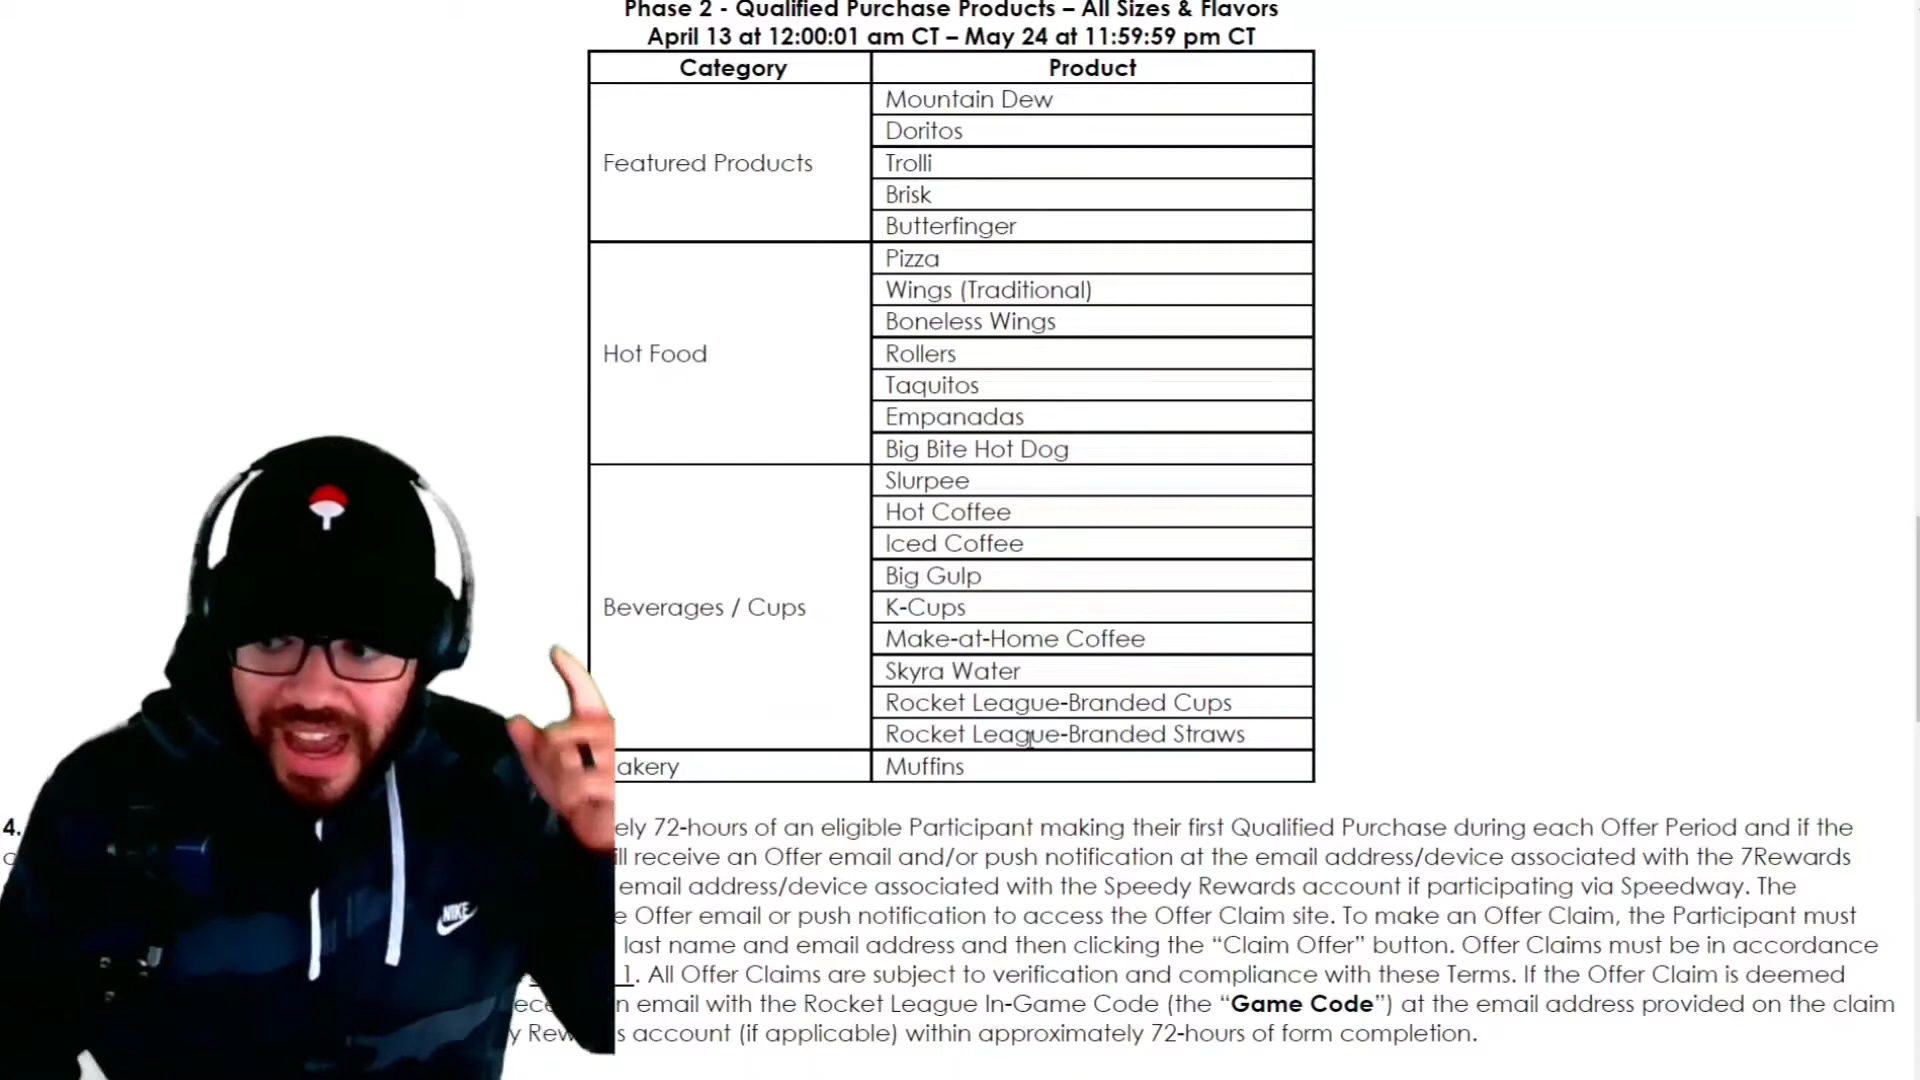 Phase 2 - Qualified Purchase Products – All Sizes & Flavors
April 13 at 12:00:01 am CT – May 24 at 11:59:59 pm CT
Category Product
Featured Products
Mountain Dew
Doritos
Trolli
Brisk
Butterfinger
Hot Food
Pizza
Wings (Traditional)
Boneless Wings
Rollers
Taquitos
Empanadas
Big Bite Hot Dog
Beverages / Cups
Slurpee
Hot Coffee
Iced Coffee
Big Gulp
K-Cups
Make-at-Home Coffee
Skyra Water
Rocket League-Branded Cups
Rocket League-Branded Straws
akery Muffins
4. ely 72-hours of an eligible Participant making their first Qualified Purchase during each Offer Period and if the
ll receive an Offer email and/or push notification at the email address/device associated with the 7Rewards
email address/device associated with the Speedy Rewards account if participating via Speedway. The
e Offer email or push notification to access the Offer Claim site. To make an Offer Claim, the Participant must
last name and email address and then clicking the “Claim Offer” button. Offer Claims must be in accordance
1. All Offer Claims are subject to verification and compliance with these Terms. If the Offer Claim is deemed
n email with the Rocket League In-Game Code (the “Game Code”) at the email address provided on the claim
y Rew s account (if applicable) within approximately 72-hours of form completion.
NIKE